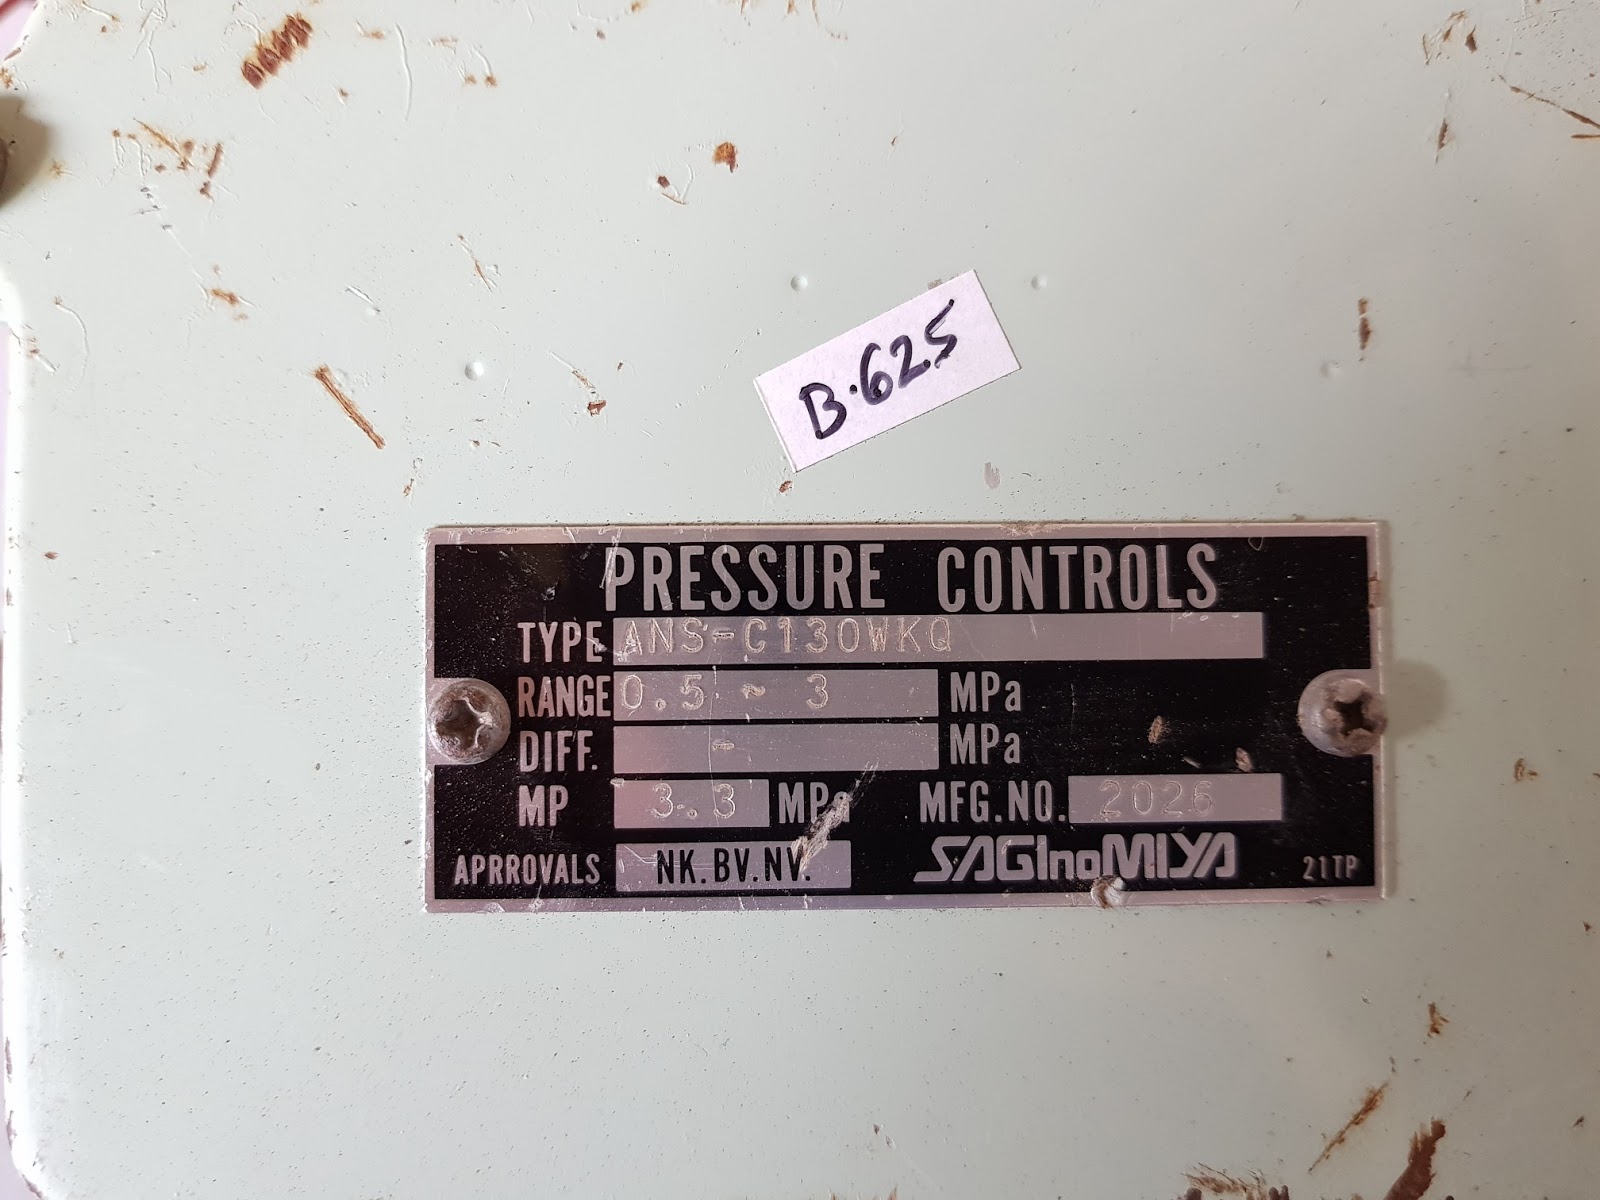 B.625
PRESSURE CONTROLS
TYPE ANS-C130WKQ
RANGE 0.5 ~ 3 MPa
DIFF. - MPa
MP 3.3 MPa MFG.NO. 2026
APRROVALS NK.BV.NV. SAGInoMIYA 21TP